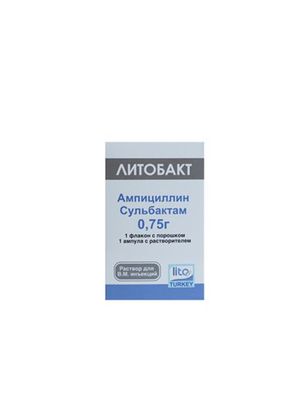 ЛИТОБАКТ
Ампициллин
Сульбактам
0,75г
1 флакон с порошком
1 ампула с растворителем
Раствор для
В.М. инъекций
lito
TURKEY